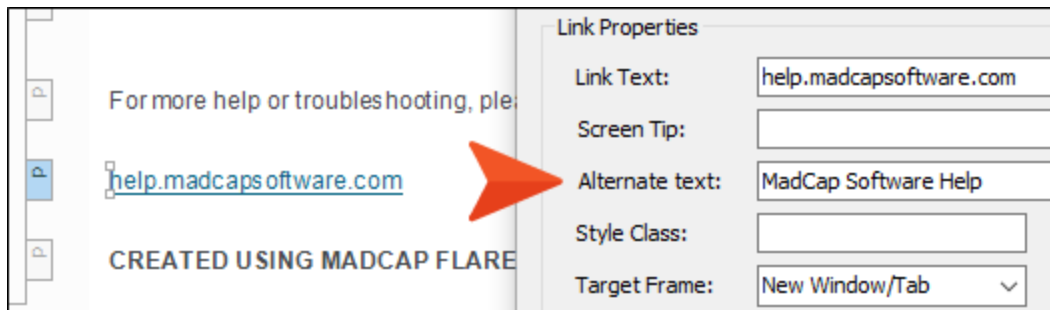 P
For more help or troubleshooting, plea
P
help.madcapsoftware.com
P
CREATED USING MADCAP FLARE
Link Properties
Link Text: help.madcapsoftware.com
Screen Tip:
Alternate text: MadCap Software Help
Style Class:
Target Frame: New Window/Tab